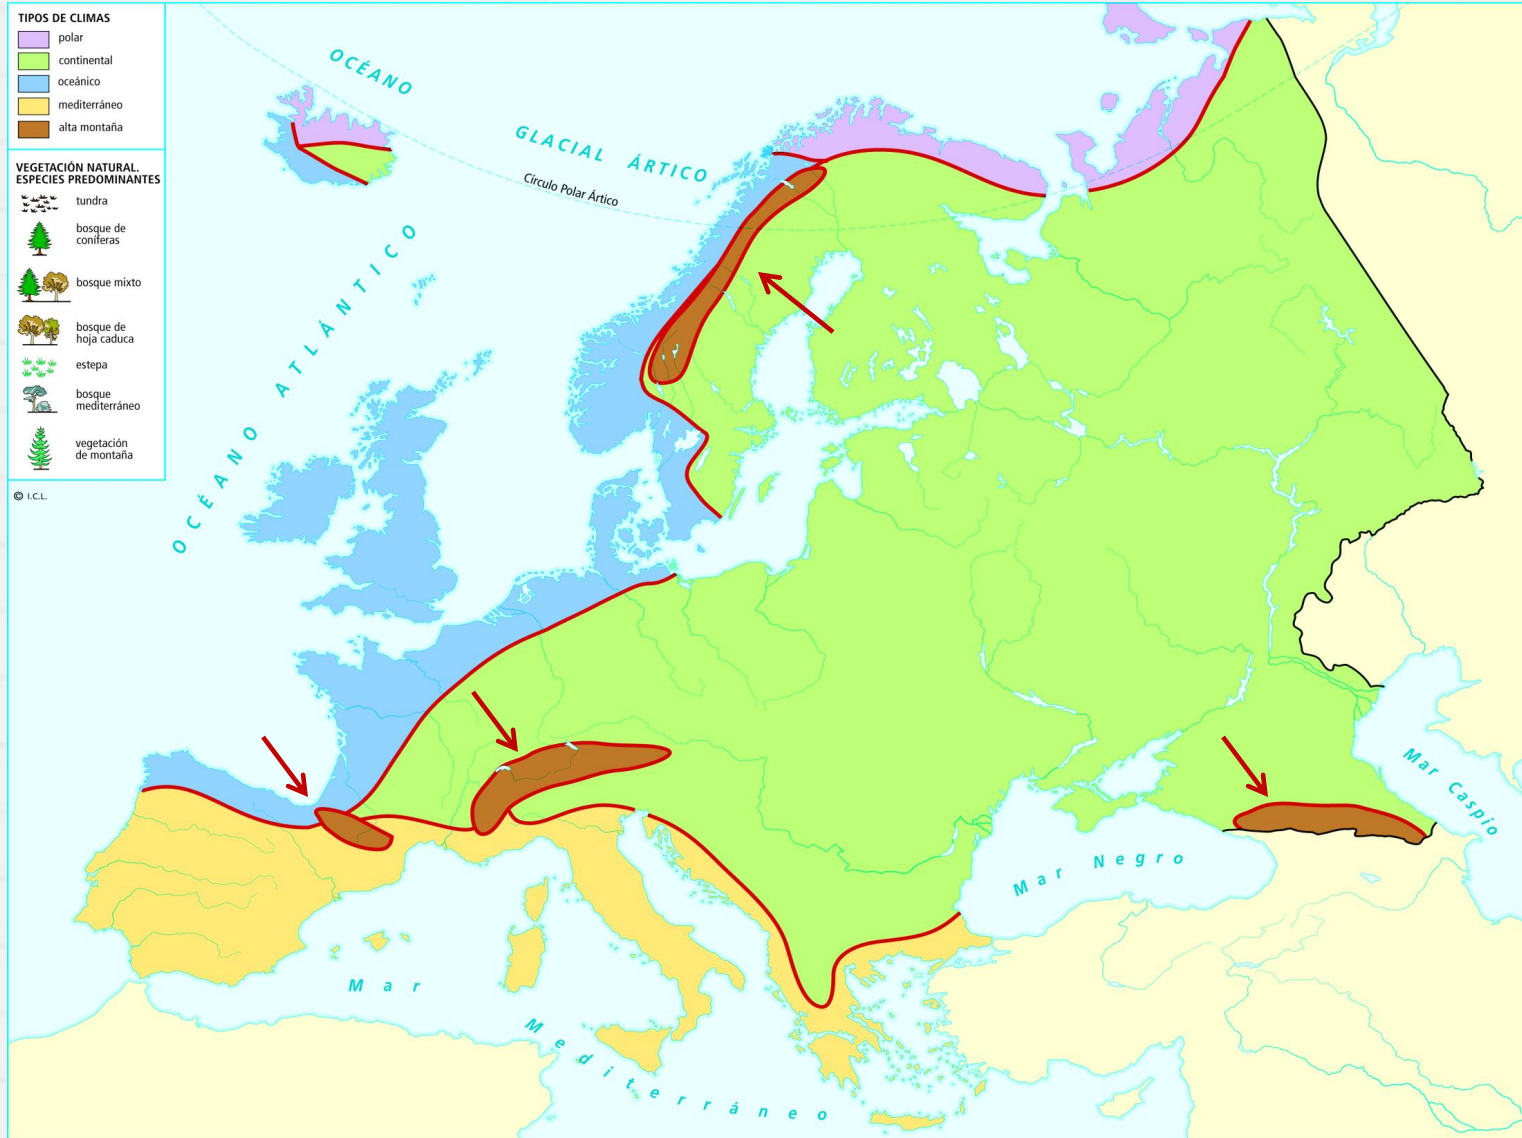 TIPOS DE CLIMAS
polar
continental
oceánico
mediterráneo
alta montaña
VEGETACIÓN NATURAL.
ESPECIES PREDOMINANTES
tundra
bosque de
coníferas
bosque mixto
bosque de
hoja caduca
estepa
bosque
mediterráneo
vegetación
de montaña
© I.C.L.
OCÉANO
GLACIAL ÁRTICO
Círculo Polar Ártico
OCÉANO ATLÁNTICO
Mar Caspio
Mar Negro
Mar
Mediterráneo